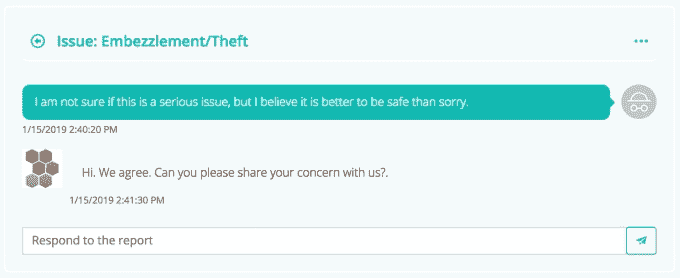 Issue: Embezzlement/Theft
I am not sure if this is a serious issue, but I believe it is better to be safe than sorry.
1/15/2019 2:40:20 PM
Hi. We agree. Can you please share your concern with us?.
1/15/2019 2:41:30 PM
Respond to the report